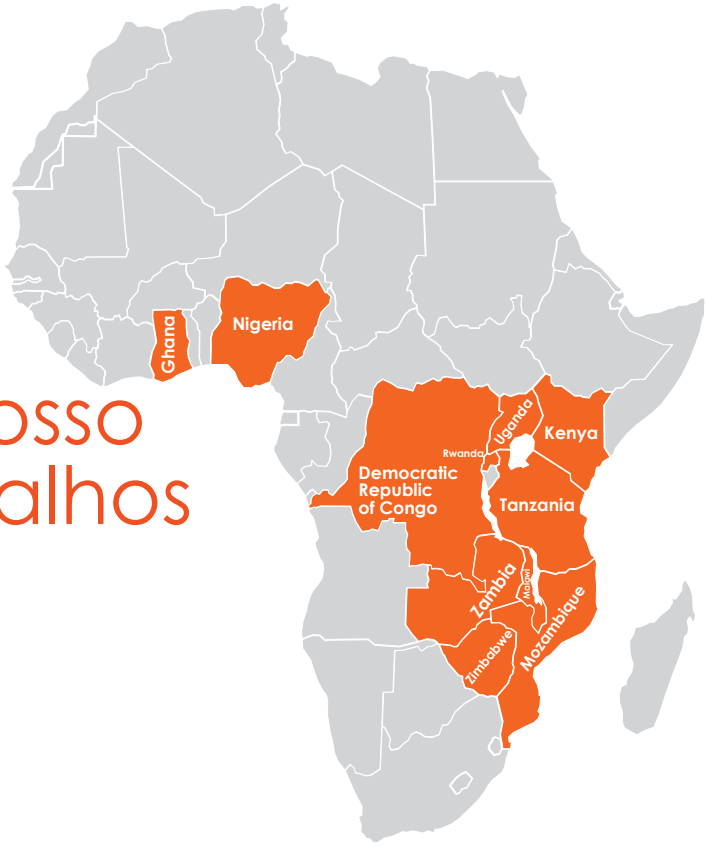 Ghana
Nigeria
osso
alhos
Uganda
Kenya
Rwanda
Democratic
Republic
of Congo
Tanzania
Zambia
Malawi
Mozambique
Zimbabwe